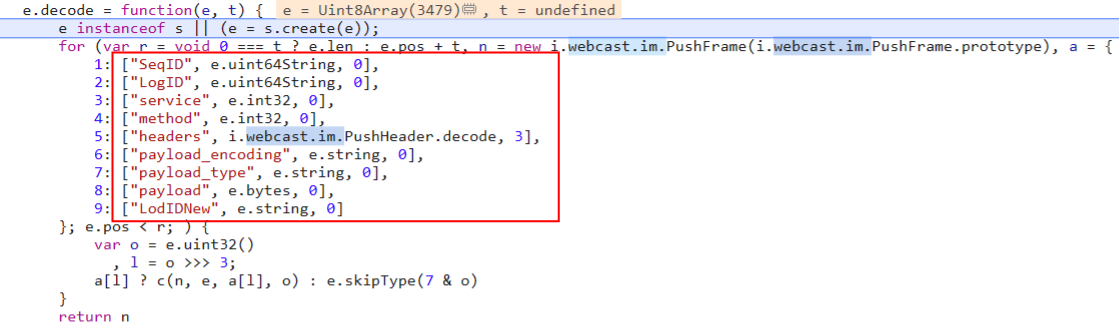 e.decode = function(e, t) { e = Uint8Array(3479), t = undefined
e instanceof s || (e = s.create(e));
for (var r = void 0 === t ? e.len : e.pos + t, n = new i.webcast.im.PushFrame(i.webcast.im.PushFrame.prototype), a = {
1: ["SeqID", e.uint64String, 0],
2: ["LogID", e.uint64String, 0],
3: ["service", e.int32, 0],
4: ["method", e.int32, 0],
5: ["headers", i.webcast.im.PushHeader.decode, 3],
6: ["payload_encoding", e.string, 0],
7: ["payload_type", e.string, 0],
8: ["payload", e.bytes, 0],
9: ["LodIDNew", e.string, 0]
}; e.pos < r; ) {
var o = e.uint32()
, l = o >>> 3;
a[l] ? c(n, e, a[l], o) : e.skipType(7 & o)
}
return n